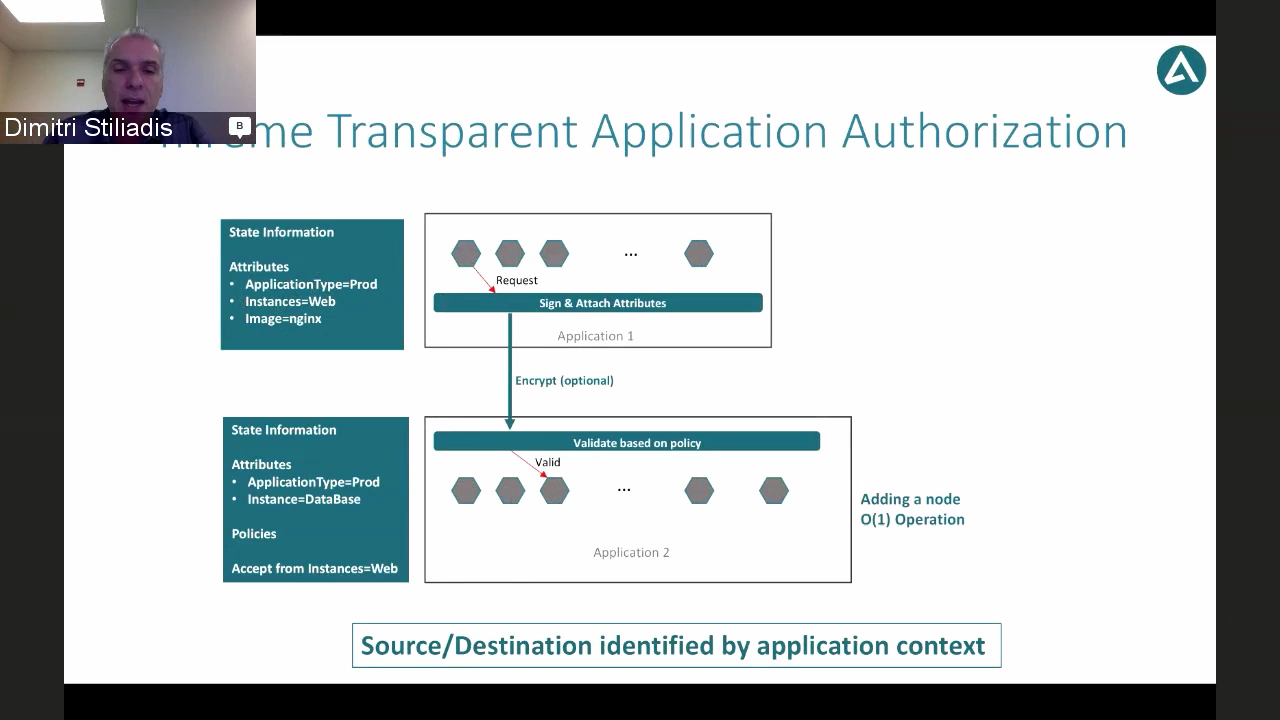 Dimitri Stiliadis
B
Transparent Application Authorization
State Information
Attributes
• ApplicationType=Prod
• Instances=Web
• Image=nginx
...
Request
Sign & Attach Attributes
Application 1
Encrypt (optional)
State Information
Attributes
• ApplicationType=Prod
• Instance=DataBase
Policies
Accept from Instances=Web
Validate based on policy
Valid
...
Application 2
Adding a node
O(1) Operation
Source/Destination identified by application context